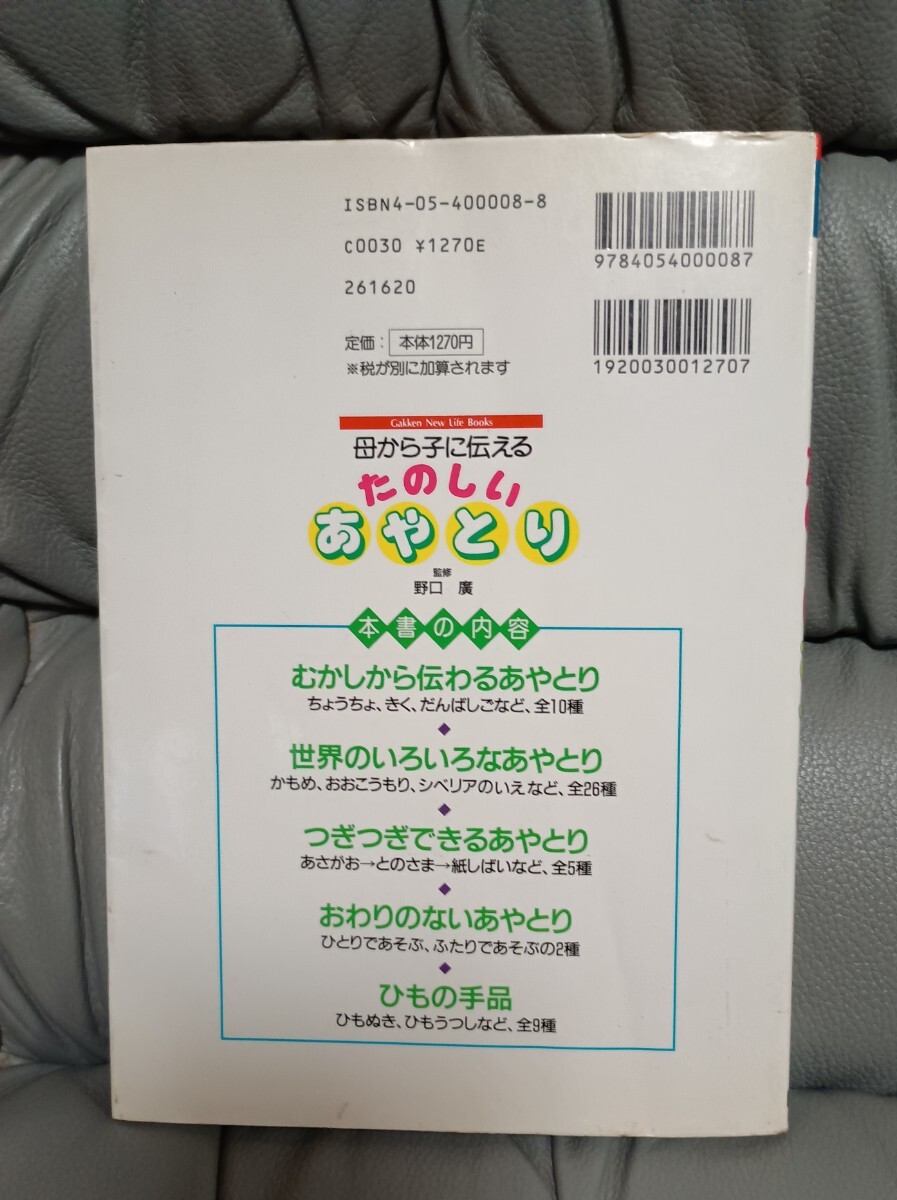 ISBN4-05-400008-8
C0030 ¥1270E
261620
9784054000087
1920030012707
定価：本体1270円
※税が別に加算されます
Gakken New Life Books
母から子に伝える
たのしい
あやとり
監修
野口 廣
本書の内容
むかしから伝わるあやとり
ちょうちょ、きく、だんばしごなど、全10種
世界のいろいろなあやとり
かもめ、おおこうもり、シベリアのいえなど、全26種
つぎつぎできるあやとり
あさがお→とのさま→紙しばいなど、全5種
おわりのないあやとり
ひとりであそぶ、ふたりであそぶの2種
ひもの手品
ひもぬき、ひもうつしなど、全9種